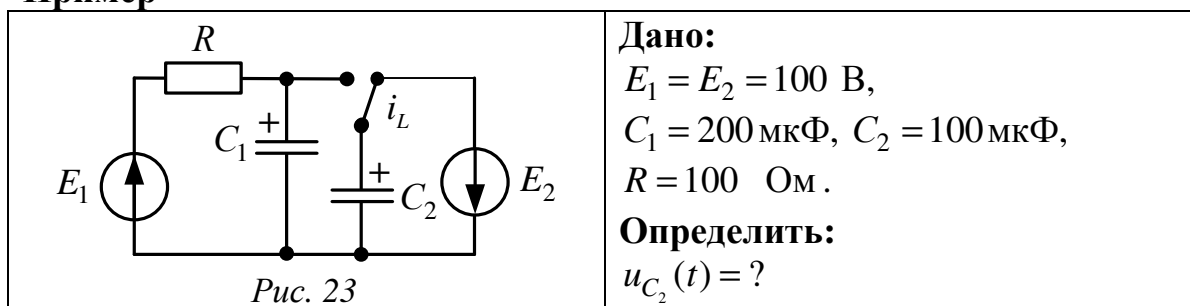 Пример
R
i_L
C_1
+
E_1
+
C_2
E_2
Рис. 23
Дано:
E_1 = E_2 = 100 В,
C_1 = 200 мкФ, C_2 = 100 мкФ,
R = 100 Ом .
Определить:
u_{C_2}(t) = ?